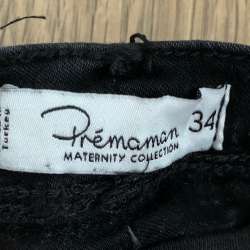 Prémaman
MATERNITY COLLECTION
34
Turkey